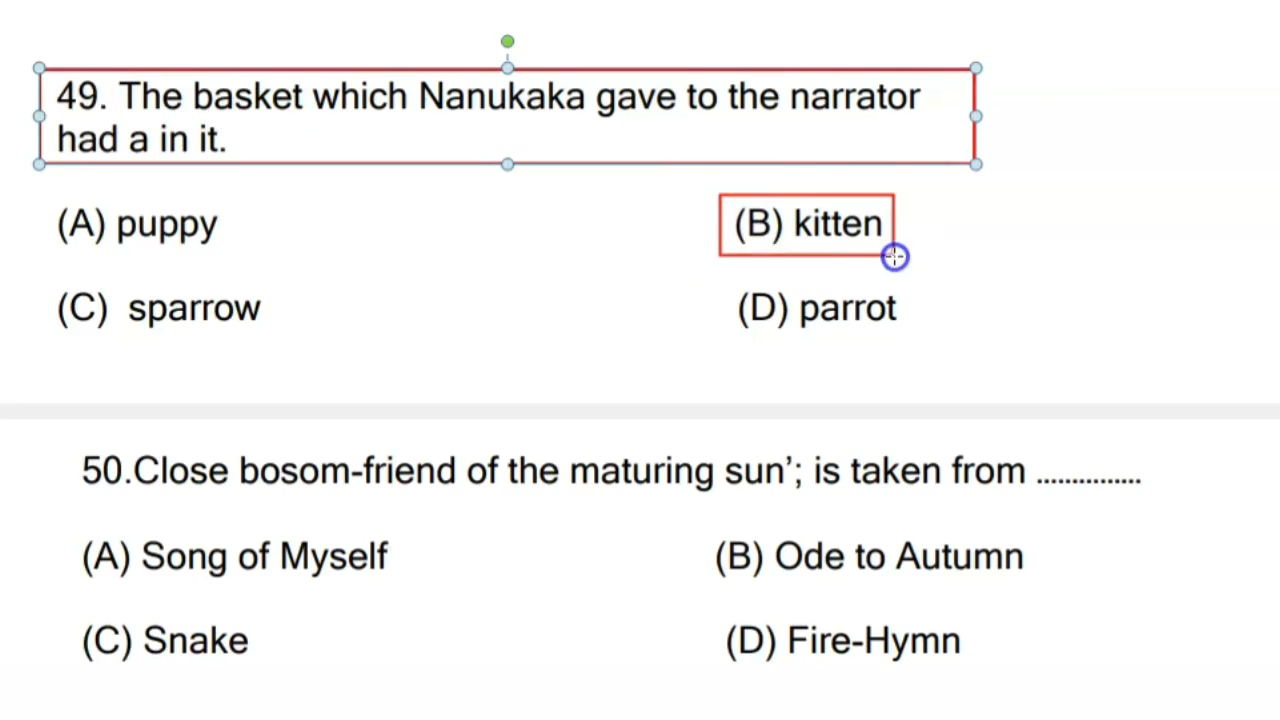 49. The basket which Nanukaka gave to the narrator
had a in it.
(A) puppy (B) kitten
(C) sparrow (D) parrot
50.Close bosom-friend of the maturing sun’; is taken from ...............
(A) Song of Myself (B) Ode to Autumn
(C) Snake (D) Fire-Hymn